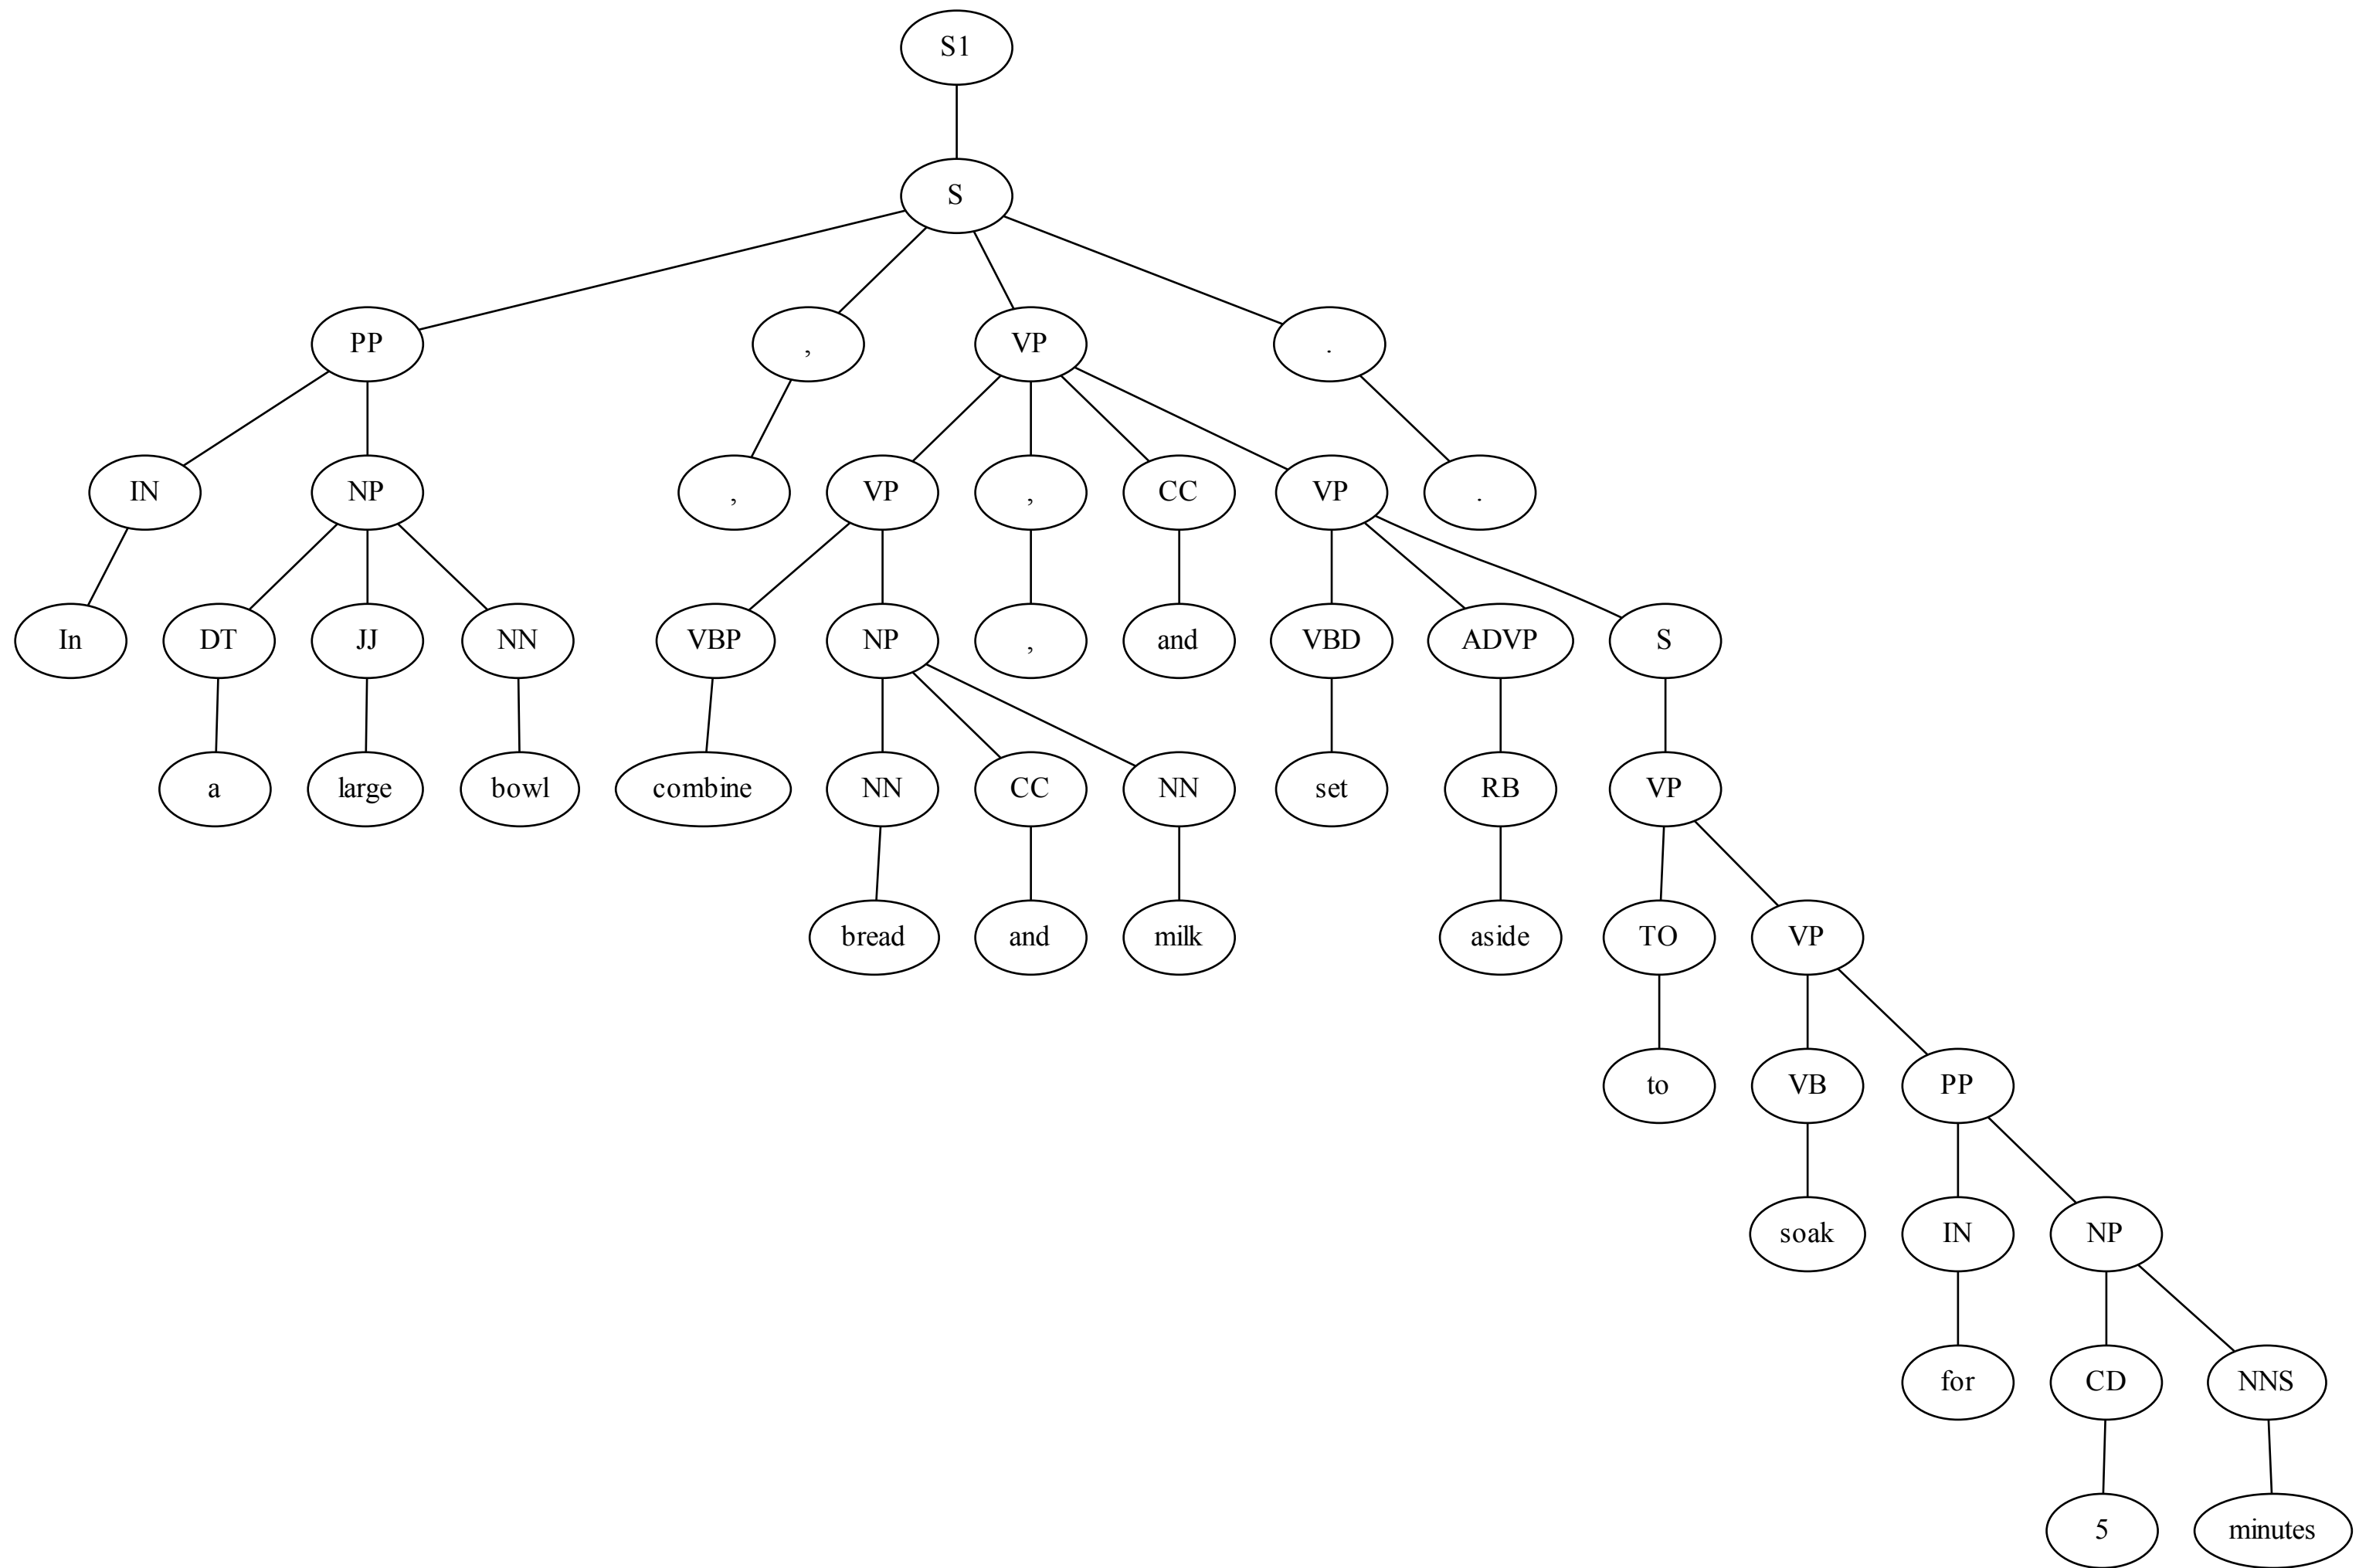 S1
S
PP , VP .
IN NP , VP , CC VP .
In DT JJ NN VBP NP , and VBD ADVP S
a large bowl combine NN CC NN set RB VP
bread and milk aside TO VP
to VB PP
soak IN NP
for CD NNS
5 minutes